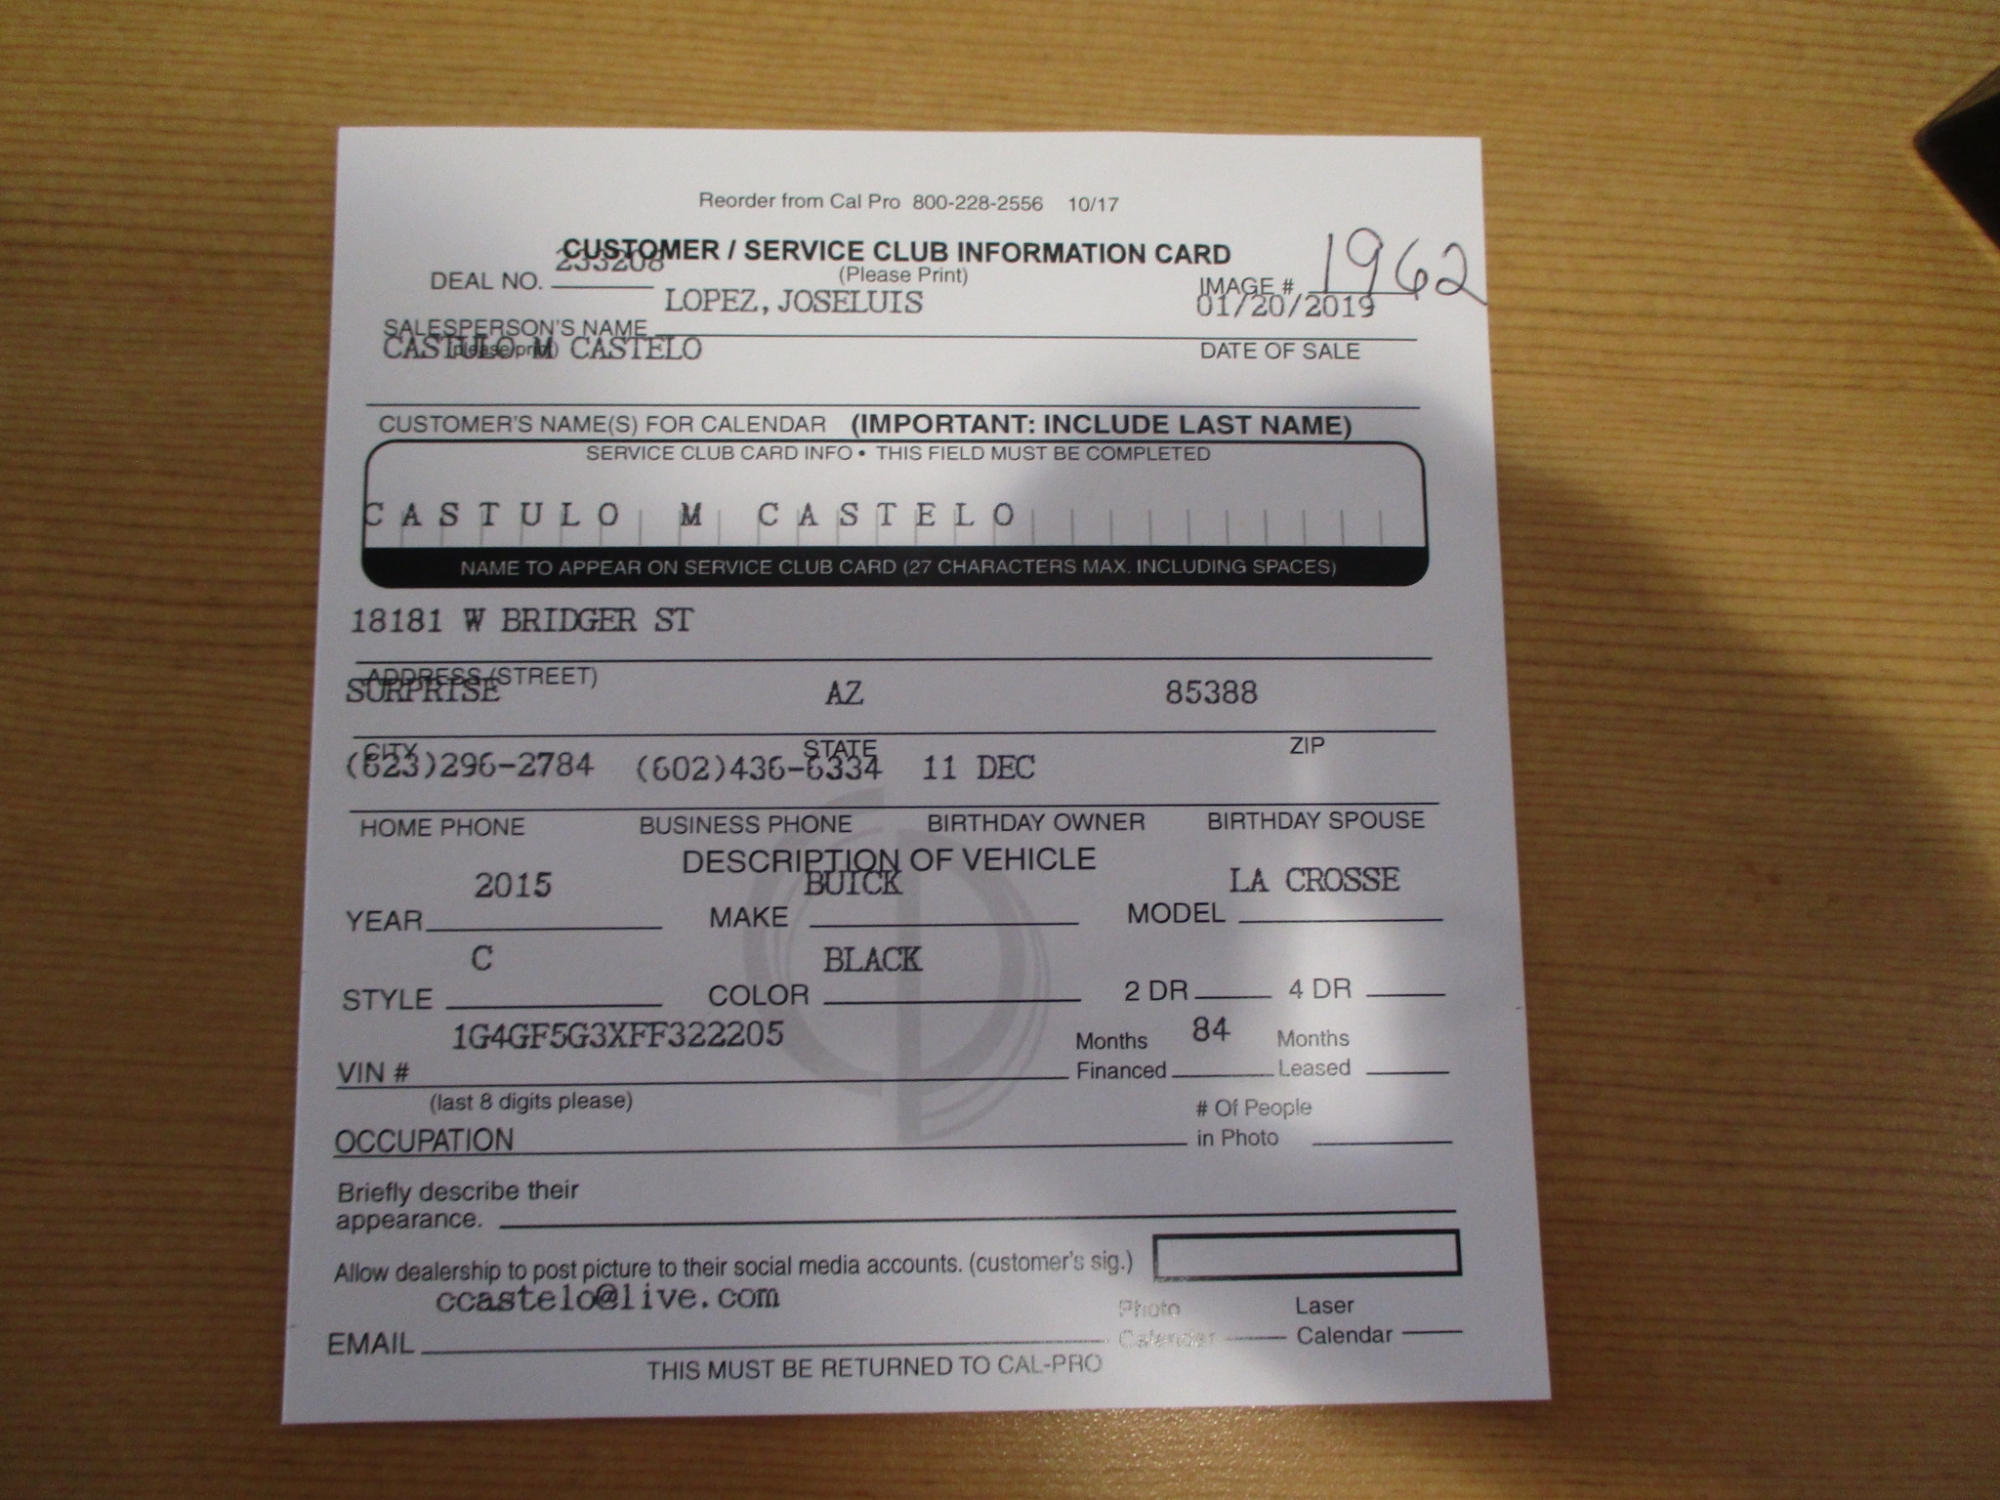 Reorder from Cal Pro 800-228-2556 10/17
CUSTOMER / SERVICE CLUB INFORMATION CARD
(Please Print)
DEAL NO. 233208
IMAGE # 1962
LOPEZ, JOSELUIS
01/20/2019
SALESPERSON'S NAME
(please print)
DATE OF SALE
CASTULO M CASTELO
CUSTOMER'S NAME(S) FOR CALENDAR (IMPORTANT: INCLUDE LAST NAME)
SERVICE CLUB CARD INFO • THIS FIELD MUST BE COMPLETED
CASTULO M CASTELO
NAME TO APPEAR ON SERVICE CLUB CARD (27 CHARACTERS MAX. INCLUDING SPACES)
18181 W BRIDGER ST
ADDRESS (STREET)
SURPRISE AZ 85388
CITY STATE ZIP
(623)296-2784 (602)436-6334 11 DEC
HOME PHONE BUSINESS PHONE BIRTHDAY OWNER BIRTHDAY SPOUSE
DESCRIPTION OF VEHICLE
2015 BUICK LA CROSSE
YEAR MAKE MODEL
C BLACK
STYLE COLOR 2 DR 4 DR
1G4GF5G3XFF322205 Months 84 Months
VIN # Financed Leased
(last 8 digits please) # Of People
OCCUPATION in Photo
Briefly describe their
appearance.
Allow dealership to post picture to their social media accounts. (customer's sig.)
ccastelo@live.com Photo Laser
EMAIL Calendar Calendar
THIS MUST BE RETURNED TO CAL-PRO